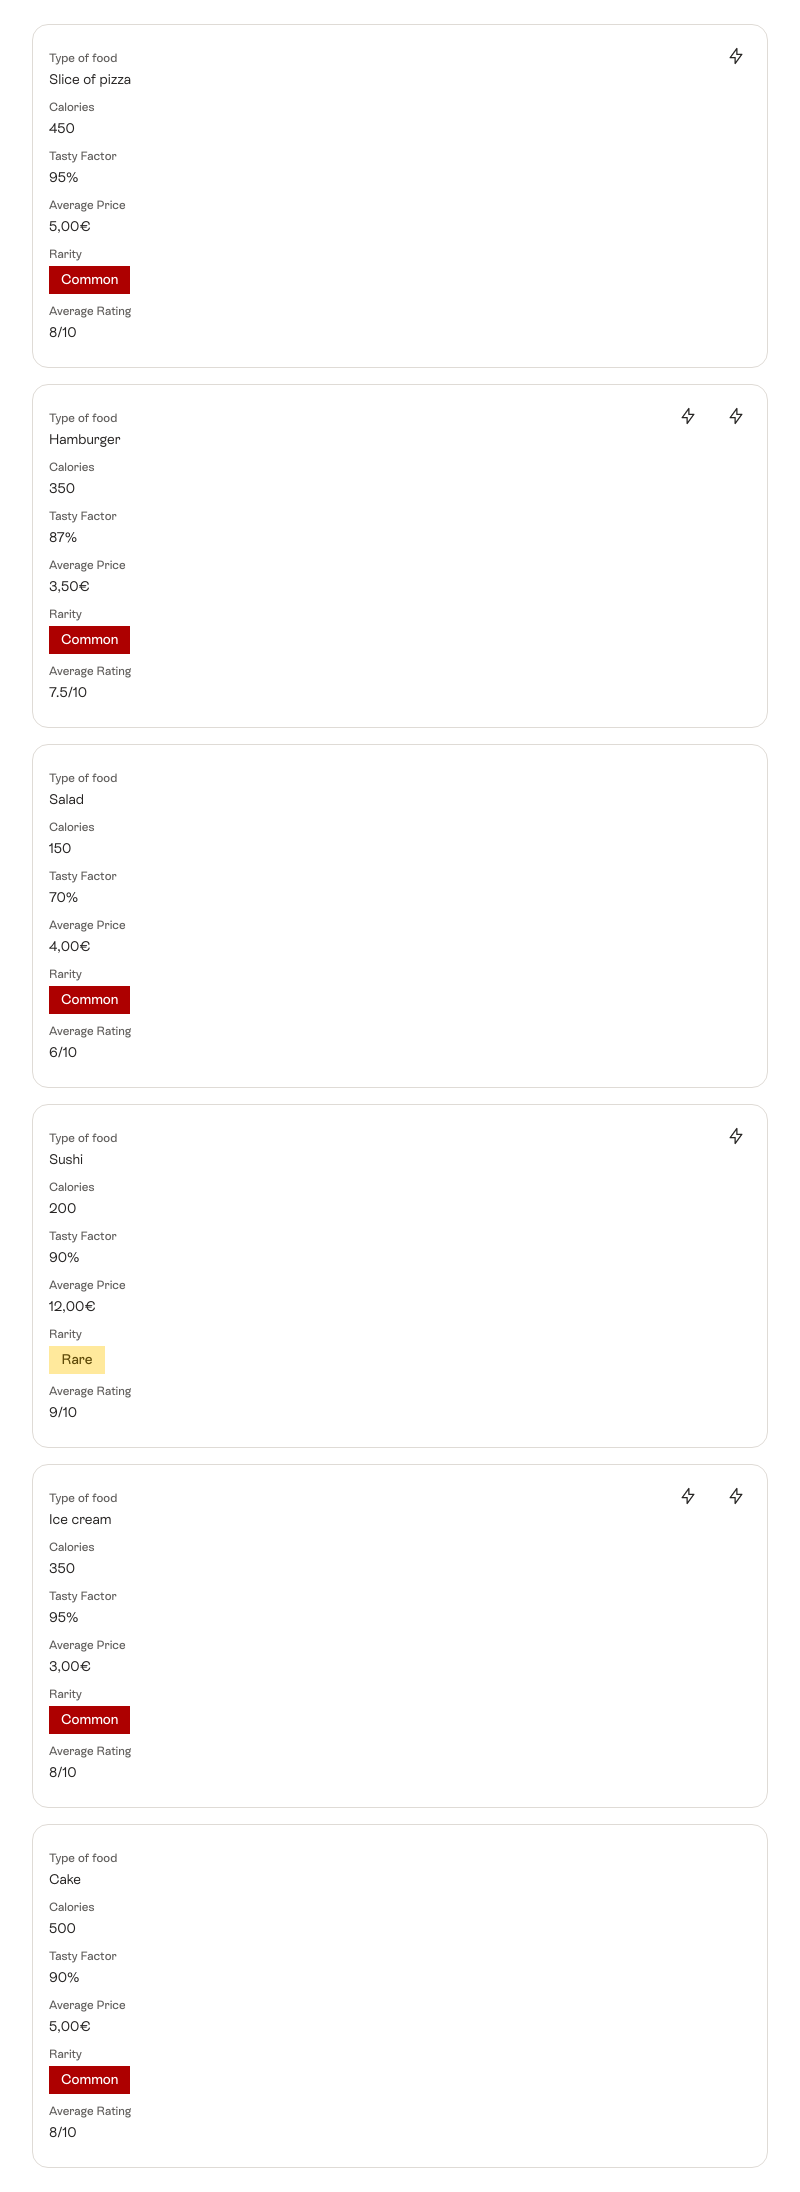 Type of food
Slice of pizza
Calories
450
Tasty Factor
95%
Average Price
5,00€
Rarity
Common
Average Rating
8/10
Type of food
Hamburger
Calories
350
Tasty Factor
87%
Average Price
3,50€
Rarity
Common
Average Rating
7.5/10
Type of food
Salad
Calories
150
Tasty Factor
70%
Average Price
4,00€
Rarity
Common
Average Rating
6/10
Type of food
Sushi
Calories
200
Tasty Factor
90%
Average Price
12,00€
Rarity
Rare
Average Rating
9/10
Type of food
Ice cream
Calories
350
Tasty Factor
95%
Average Price
3,00€
Rarity
Common
Average Rating
8/10
Type of food
Cake
Calories
500
Tasty Factor
90%
Average Price
5,00€
Rarity
Common
Average Rating
8/10